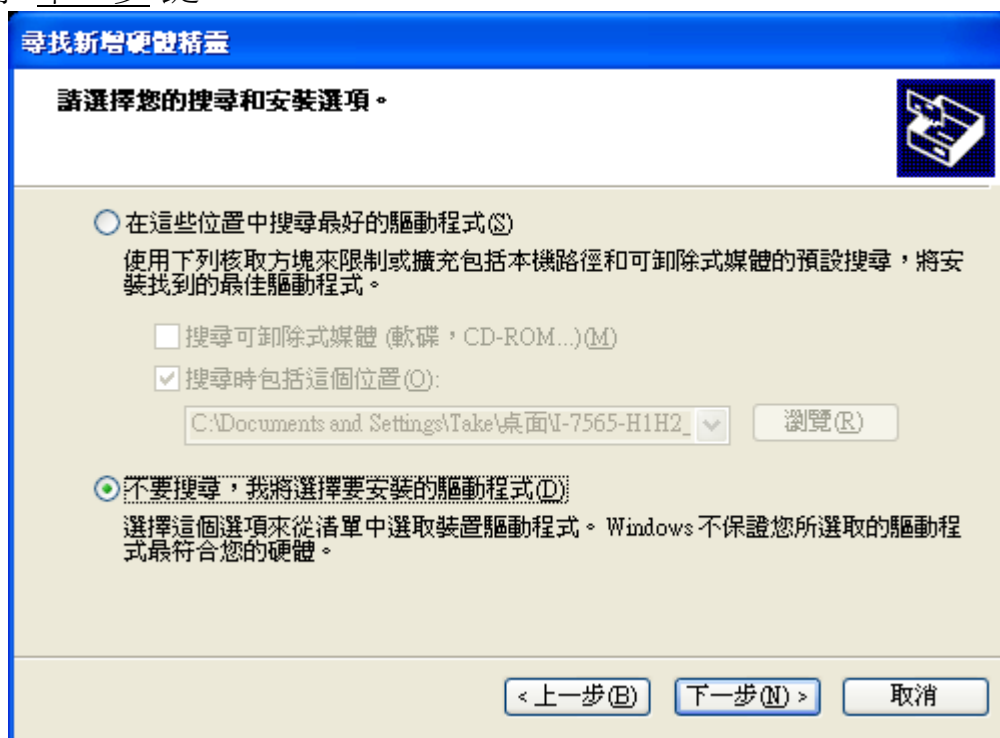 尋找新增硬體精靈
請選擇您的搜尋和安裝選項。
在這些位置中搜尋最好的驅動程式(S)
使用下列核取方塊來限制或擴充包括本機路徑和可卸除式媒體的預設搜尋，將安
裝找到的最佳驅動程式。
搜尋可卸除式媒體 (軟碟，CD-ROM...)(M)
搜尋時包括這個位置(O):
C:\Documents and Settings\Take\桌面\I-7565-H1H2_
瀏覽(R)
不要搜尋，我將選擇要安裝的驅動程式(D)
選擇這個選項來從清單中選取裝置驅動程式。Windows 不保證您所選取的驅動程
式最符合您的硬體。
<上一步(B)
下一步(N)>
取消